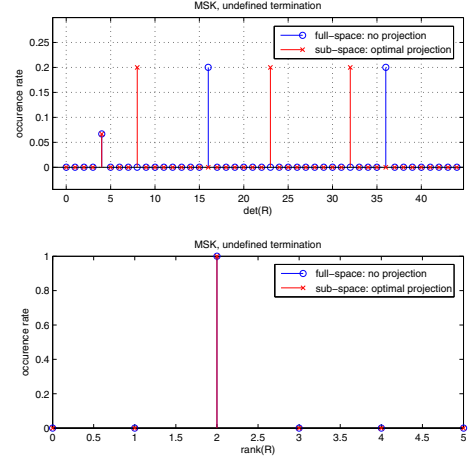 MSK, undefined termination
full-space: no projection
sub-space: optimal projection
occurence rate
0.25
0.2
0.15
0.1
0.05
0
0 5 10 15 20 25 30 35 40
det(R)
MSK, undefined termination
full-space: no projection
sub-space: optimal projection
occurence rate
1
0.8
0.6
0.4
0.2
0
0 0.5 1 1.5 2 2.5 3 3.5 4 4.5 5
rank(R)